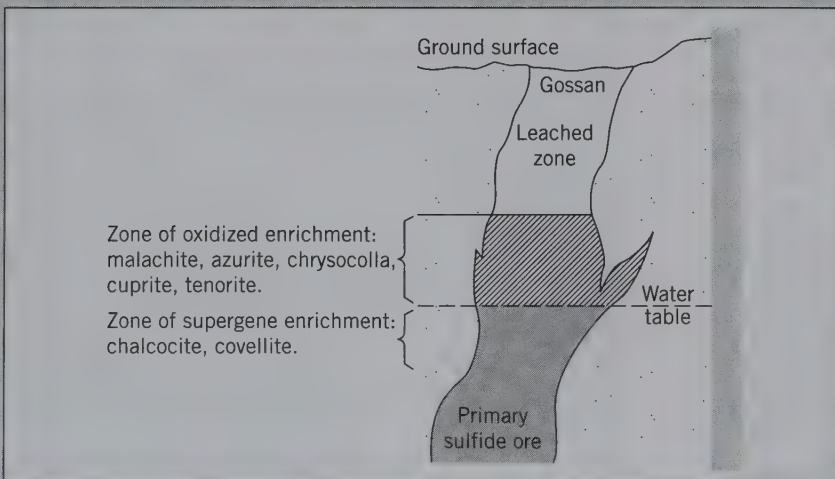 Ground surface
Gossan
Leached
zone
Zone of oxidized enrichment:
malachite, azurite, chrysocolla,
cuprite, tenorite.
Water
table
Zone of supergene enrichment:
chalcocite, covellite.
Primary
sulfide ore